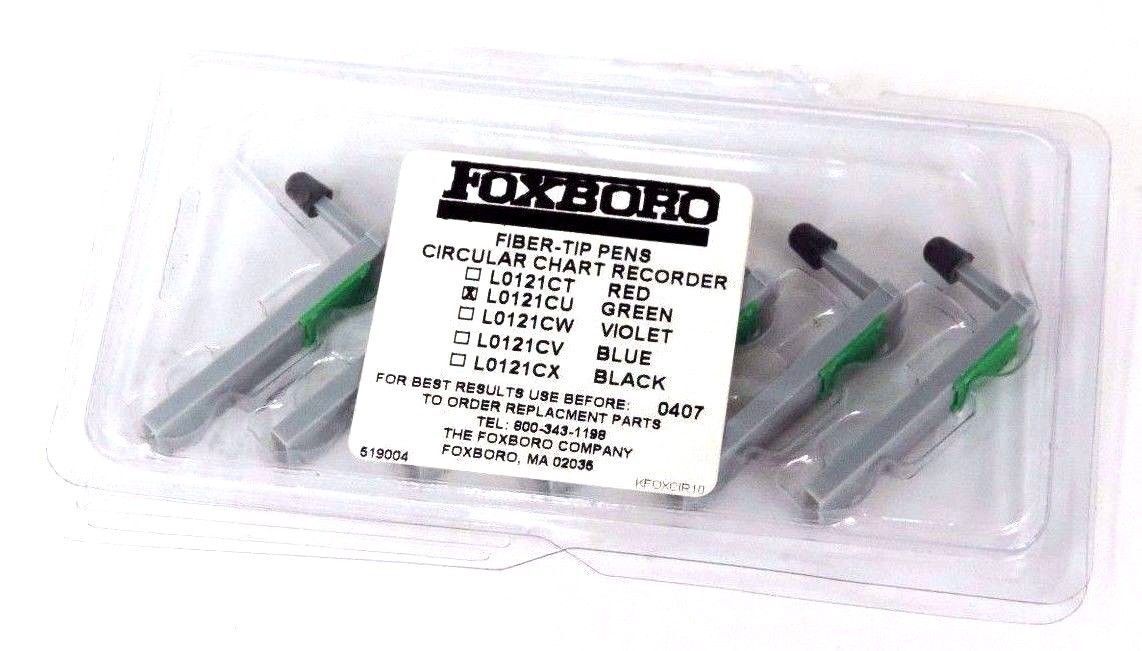 FOXBORO
FIBER-TIP PENS
CIRCULAR CHART RECORDER
L0121CT RED
X L0121CU GREEN
L0121CW VIOLET
L0121CV BLUE
L0121CX BLACK
FOR BEST RESULTS USE BEFORE: 0407
TO ORDER REPLACMENT PARTS
TEL: 800-343-1198
THE FOXBORO COMPANY
519004 FOXBORO, MA 02035
KFOXCIR10